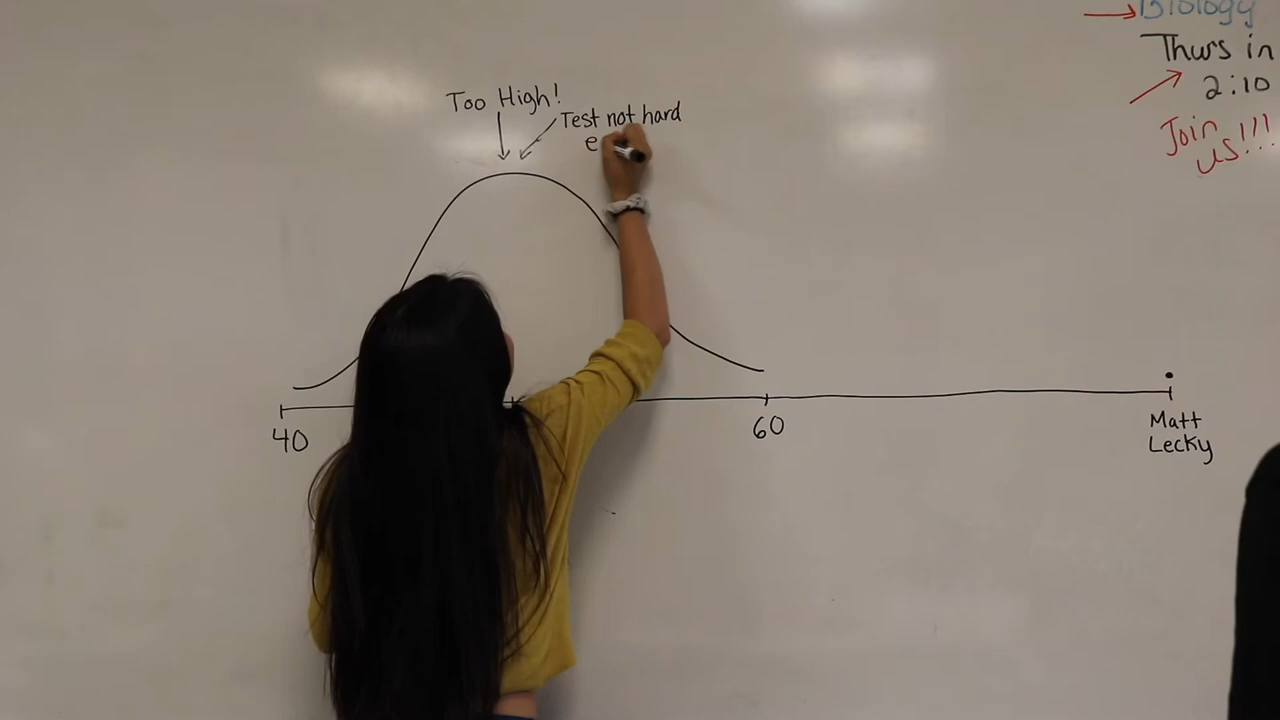 Too High!
Test not hard
e
40
60
Matt
Lecky
Biology
Thurs in
2:10
Join
us!!!